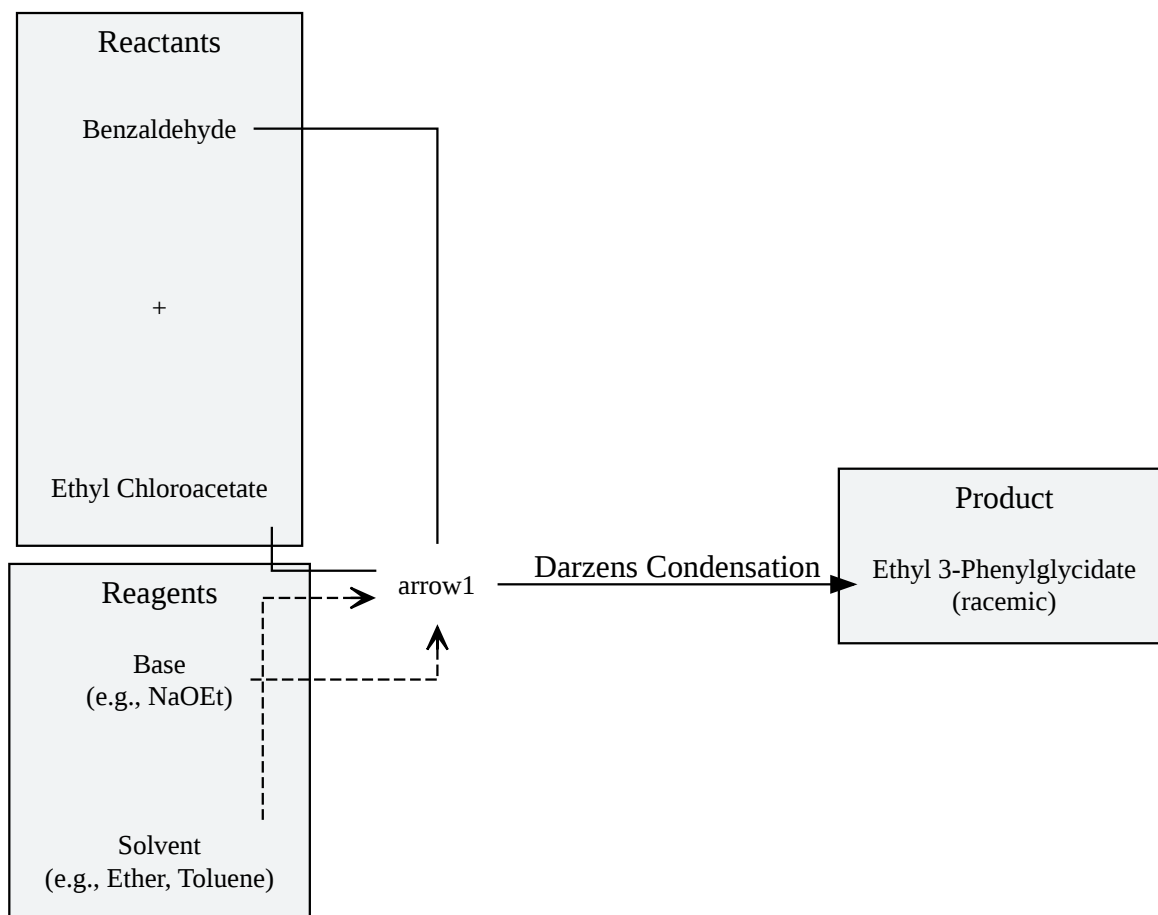 Reactants
Benzaldehyde
+
Ethyl Chloroacetate
Reagents
Base
(e.g., NaOEt)
Solvent
(e.g., Ether, Toluene)
arrow1
Darzens Condensation
Product
Ethyl 3-Phenylglycidate
(racemic)